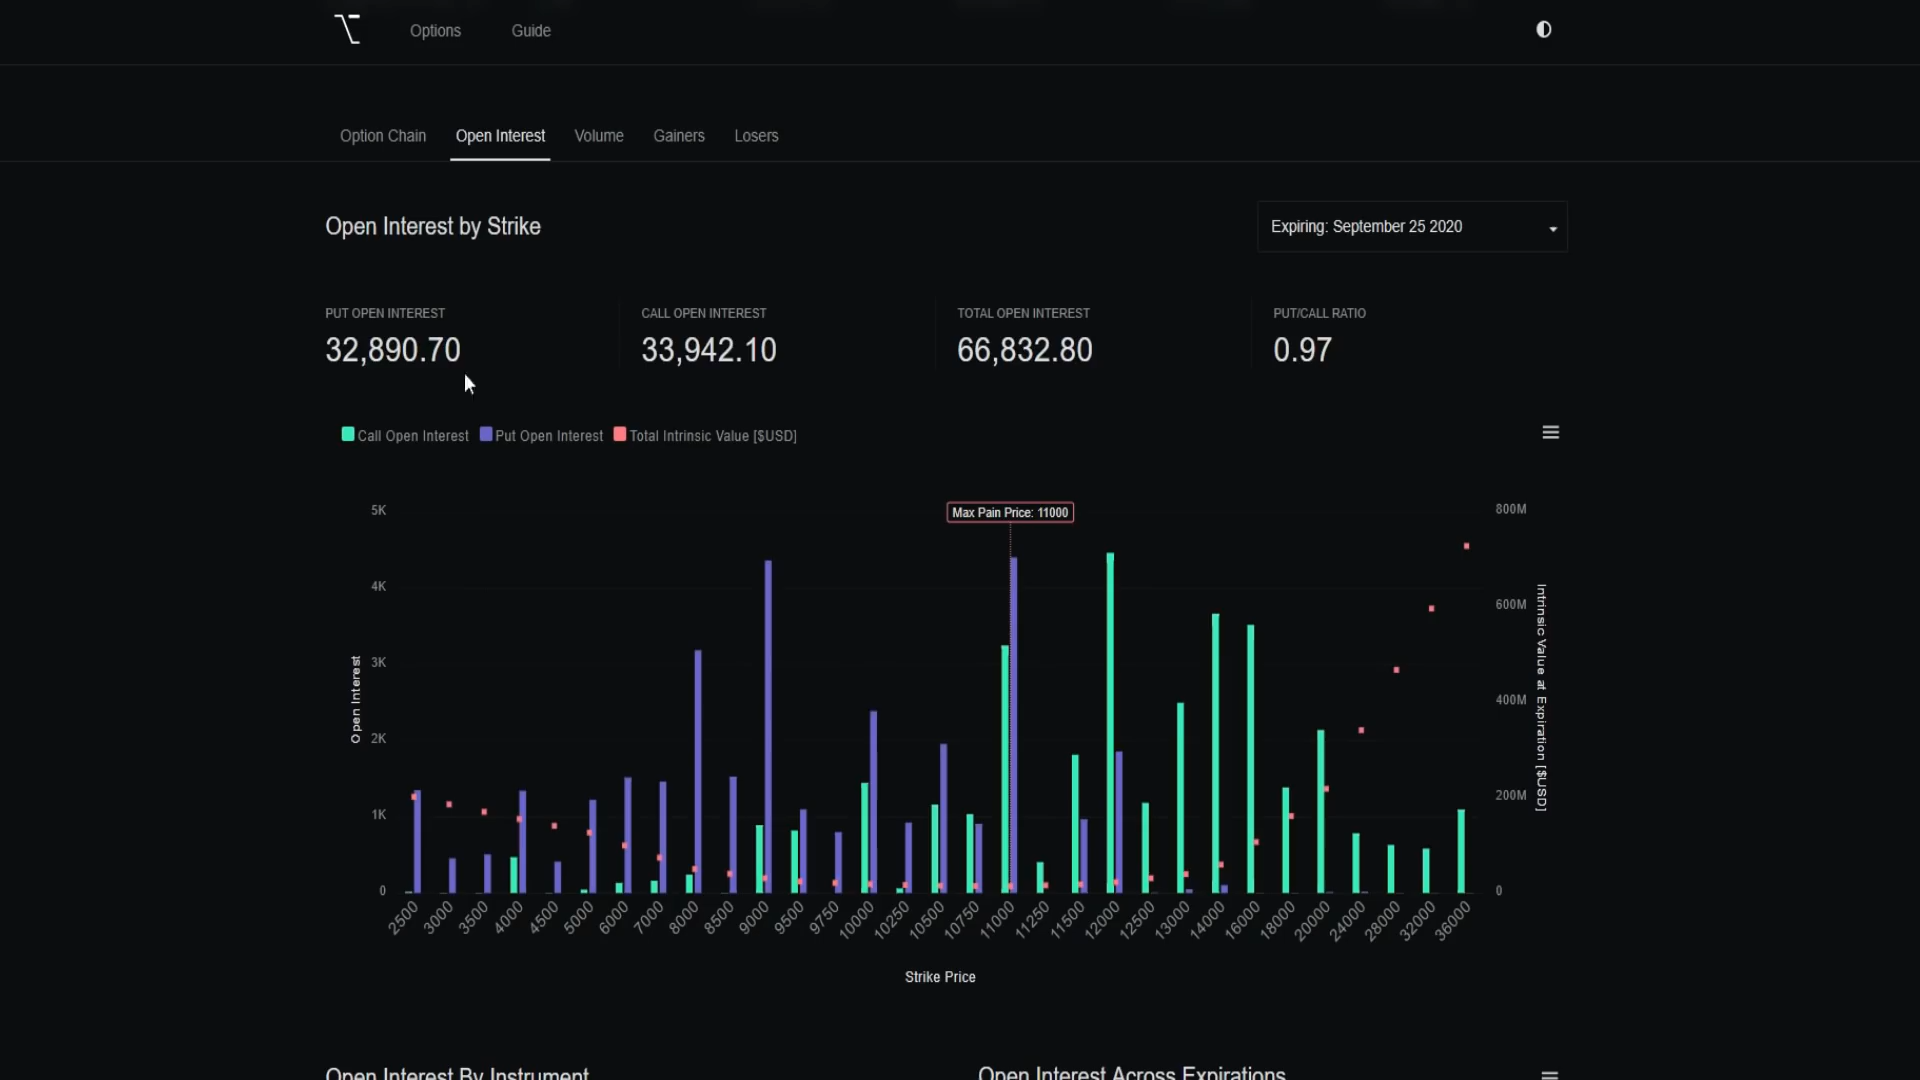 Options Guide
Option Chain Open Interest Volume Gainers Losers
Open Interest by Strike
Expiring: September 25 2020
PUT OPEN INTEREST CALL OPEN INTEREST TOTAL OPEN INTEREST PUT/CALL RATIO
32,890.70 33,942.10 66,832.80 0.97
Call Open Interest Put Open Interest Total Intrinsic Value [$USD]
Max Pain Price: 11000
5K
4K
3K
2K
1K
0
Open Interest
800M
600M
400M
200M
0
Intrinsic Value at Expiration [$USD]
2500 3000 3500 4000 4500 5000 6000 7000 8000 8500 9000 9500 9750 10000 10250 10500 10750 11000 11250 11500 12000 12500 13000 14000 16000 18000 20000 24000 28000 32000 36000
Strike Price
Open Interest By Instrument
Open Interest Across Expirations